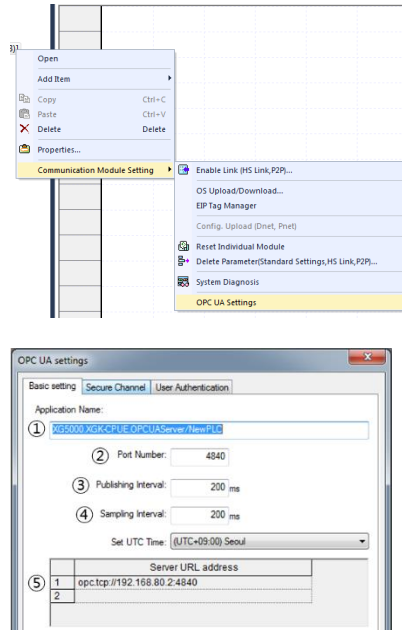 Open
Add Item
Copy Ctrl+C
Paste Ctrl+V
Delete Delete
Properties...
Communication Module Setting
Enable Link (HS Link,P2P)...
OS Upload/Download...
EIP Tag Manager
Config. Upload (Dnet, Pnet)
Reset Individual Module
Delete Parameter(Standard Settings,HS Link,P2P)...
System Diagnosis
OPC UA Settings
OPC UA settings
Basic setting Secure Channel User Authentication
Application Name:
① XG5000.XGK-CPUE.OPCUAServer/NewPLC
② Port Number: 4840
③ Publishing Interval: 200 ms
④ Sampling Interval: 200 ms
Set UTC Time: (UTC+09:00) Seoul
Server URL address
⑤ 1 opc.tcp://192.168.80.2:4840
2